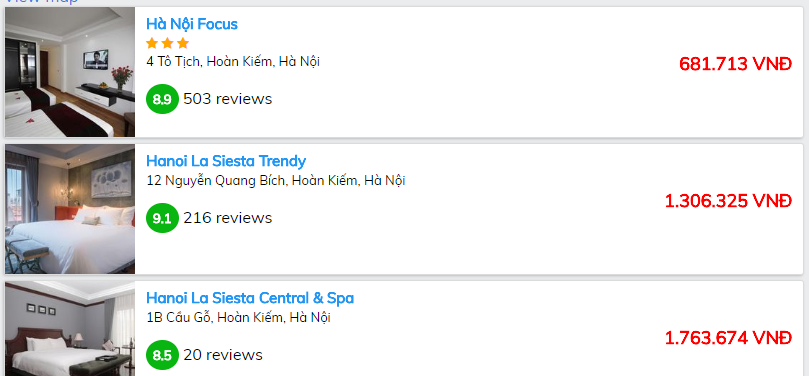 View map
Hà Nội Focus
4 Tô Tịch, Hoàn Kiếm, Hà Nội
681.713 VNĐ
8.9 503 reviews
Hanoi La Siesta Trendy
12 Nguyễn Quang Bích, Hoàn Kiếm, Hà Nội
1.306.325 VNĐ
9.1 216 reviews
Hanoi La Siesta Central & Spa
1B Cầu Gỗ, Hoàn Kiếm, Hà Nội
1.763.674 VNĐ
8.5 20 reviews